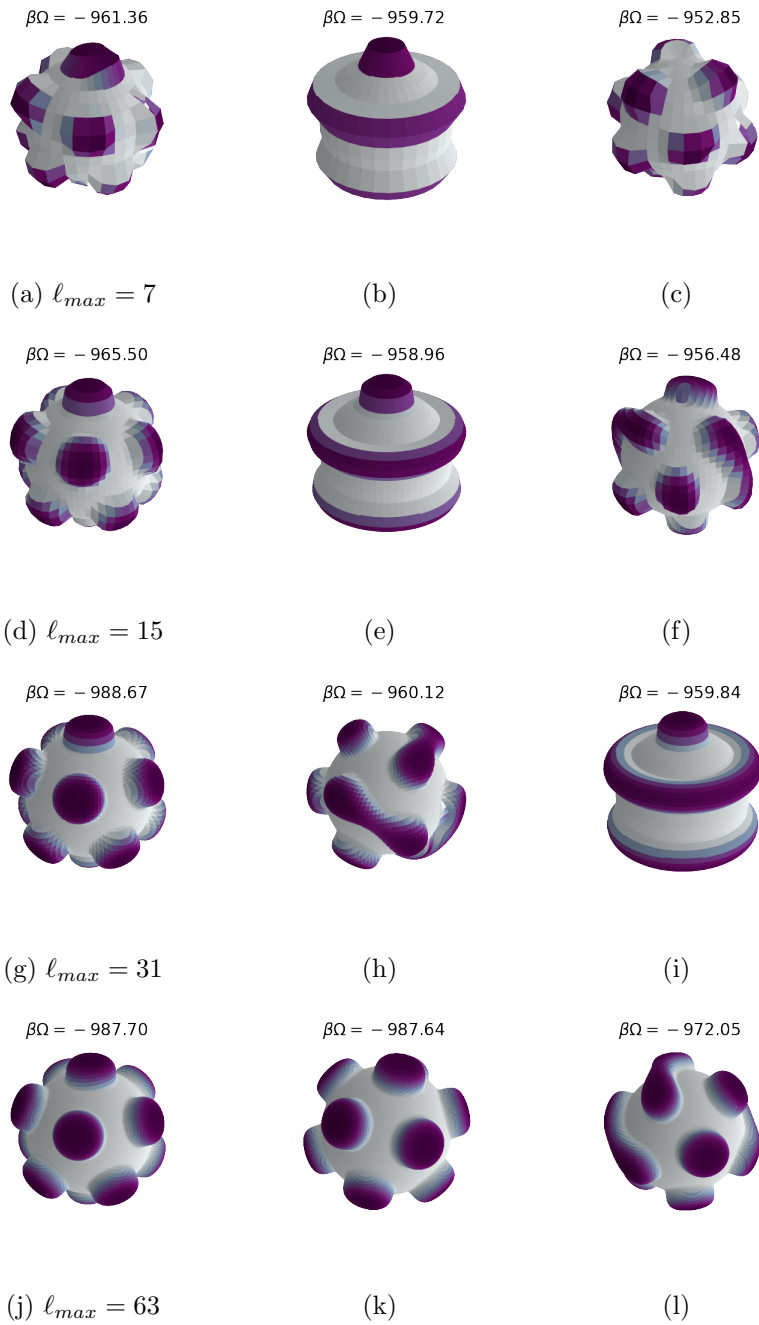 βΩ = − 961.36 βΩ = − 959.72 βΩ = − 952.85
(a) ℓmax = 7 (b) (c)
βΩ = − 965.50 βΩ = − 958.96 βΩ = − 956.48
(d) ℓmax = 15 (e) (f)
βΩ = − 988.67 βΩ = − 960.12 βΩ = − 959.84
(g) ℓmax = 31 (h) (i)
βΩ = − 987.70 βΩ = − 987.64 βΩ = − 972.05
(j) ℓmax = 63 (k) (l)